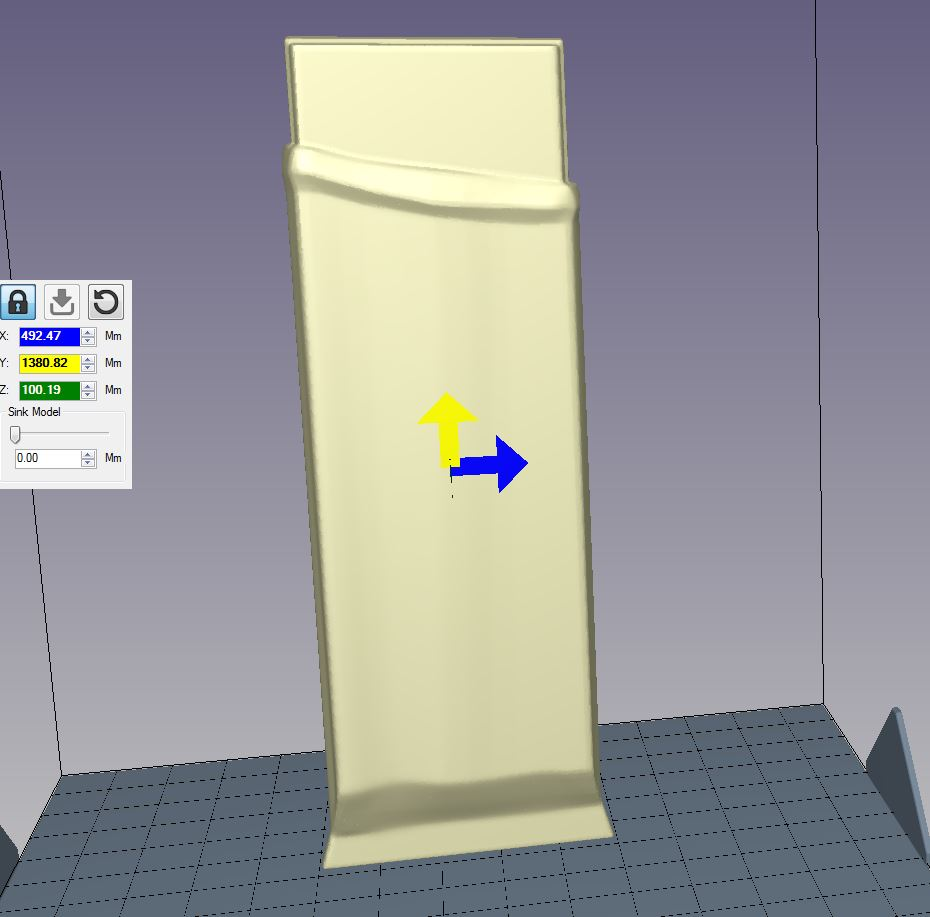 X: 492.47 Mm
Y: 1380.82 Mm
Z: 100.19 Mm
Sink Model
0.00 Mm